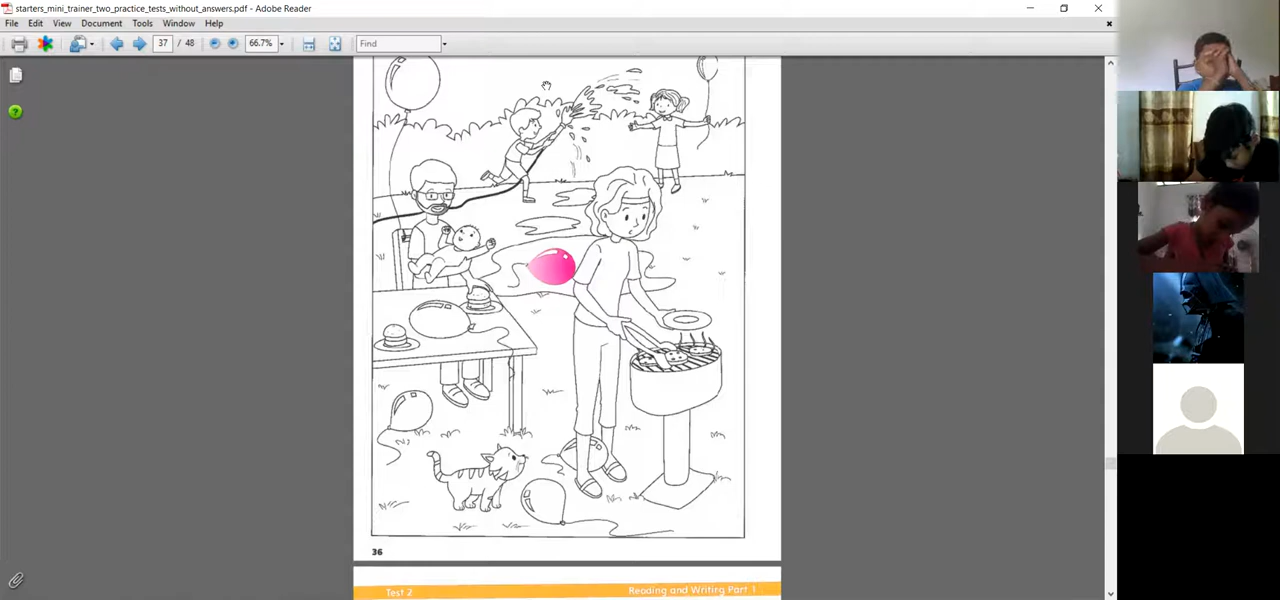 starters_mini_trainer_two_practice_tests_without_answers.pdf - Adobe Reader
File Edit View Document Tools Window Help
37 / 48 66.7% Find
36
Test 2 Reading and Writing Part 1